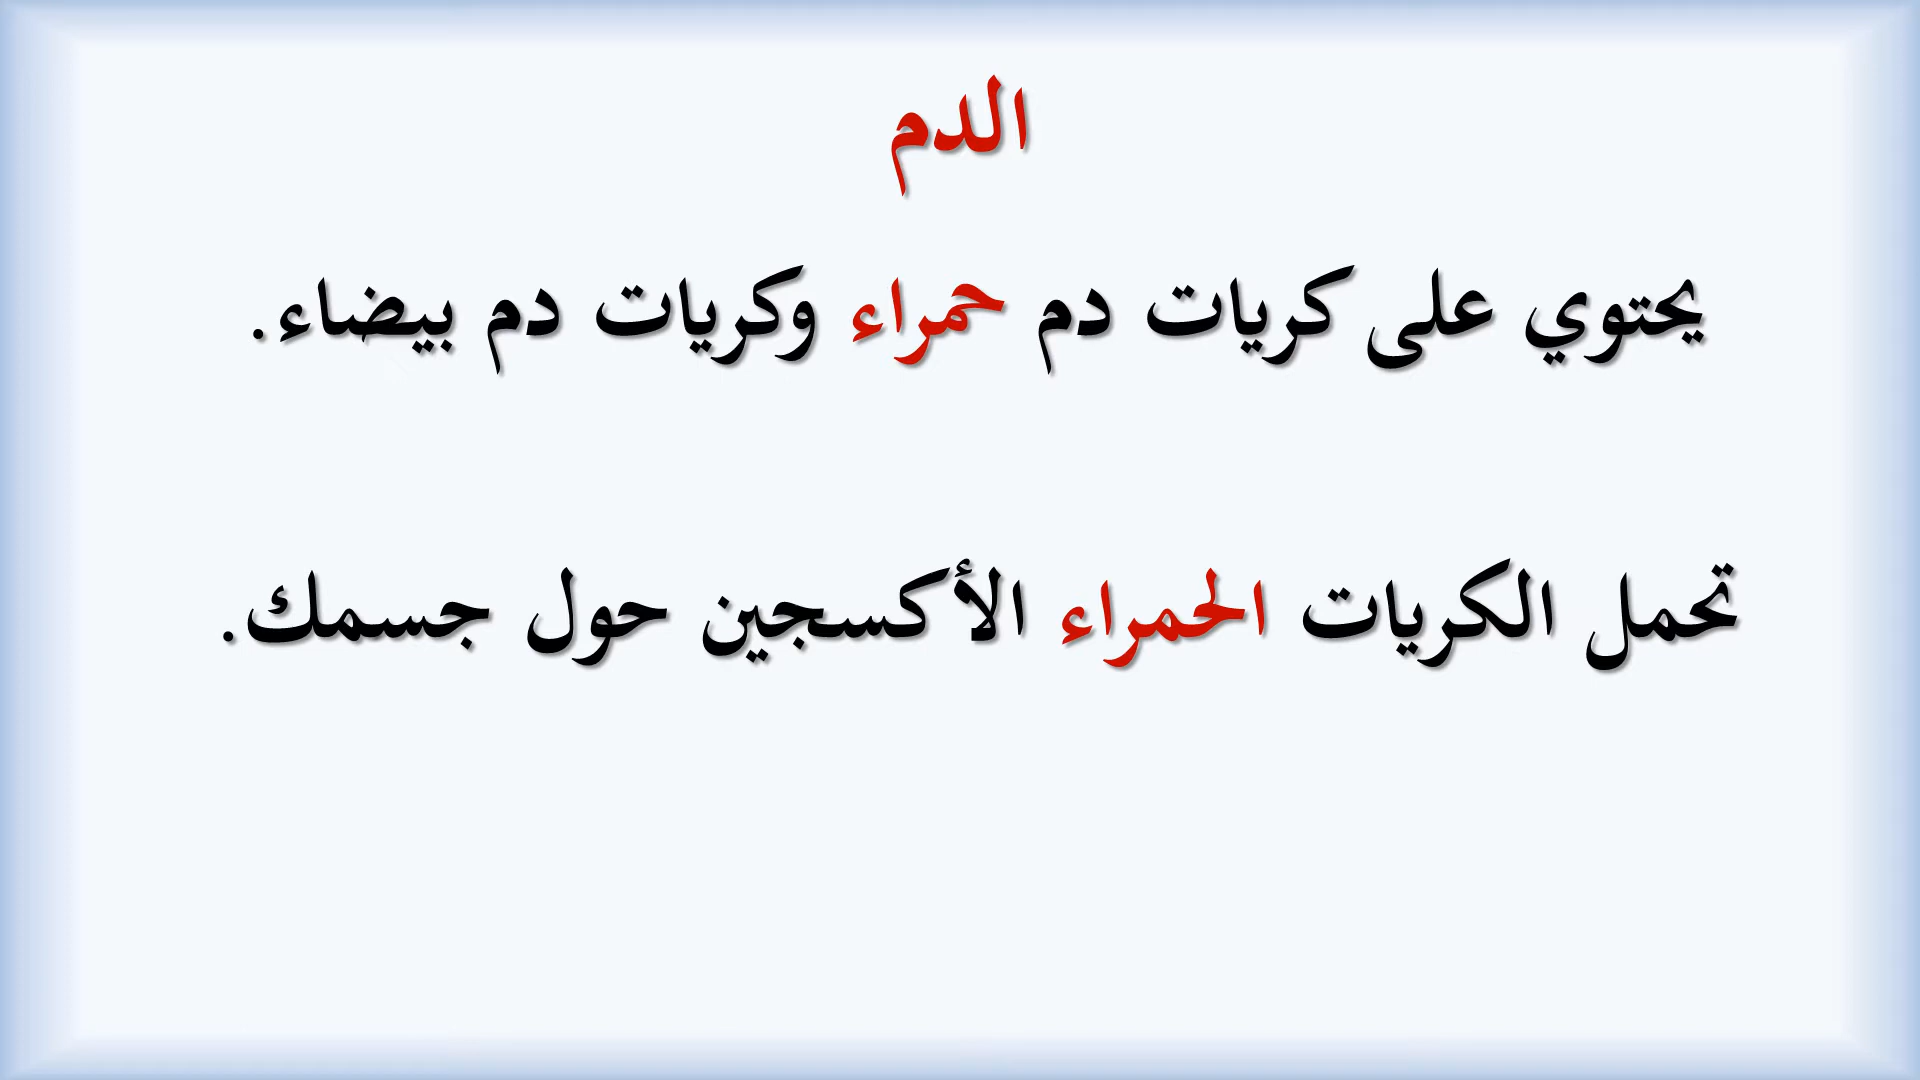 الدم
يحتوي على كريات دم حمراء وكريات دم بيضاء.
تحمل الكريات الحمراء الأكسجين حول جسمك.